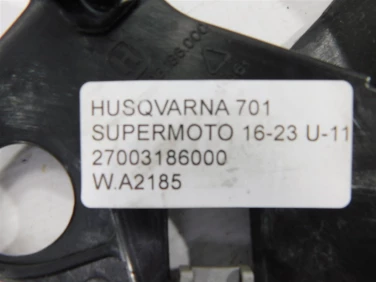 HUSQVARNA 701
SUPERMOTO 16-23 U-11
27003186000
W.A2185